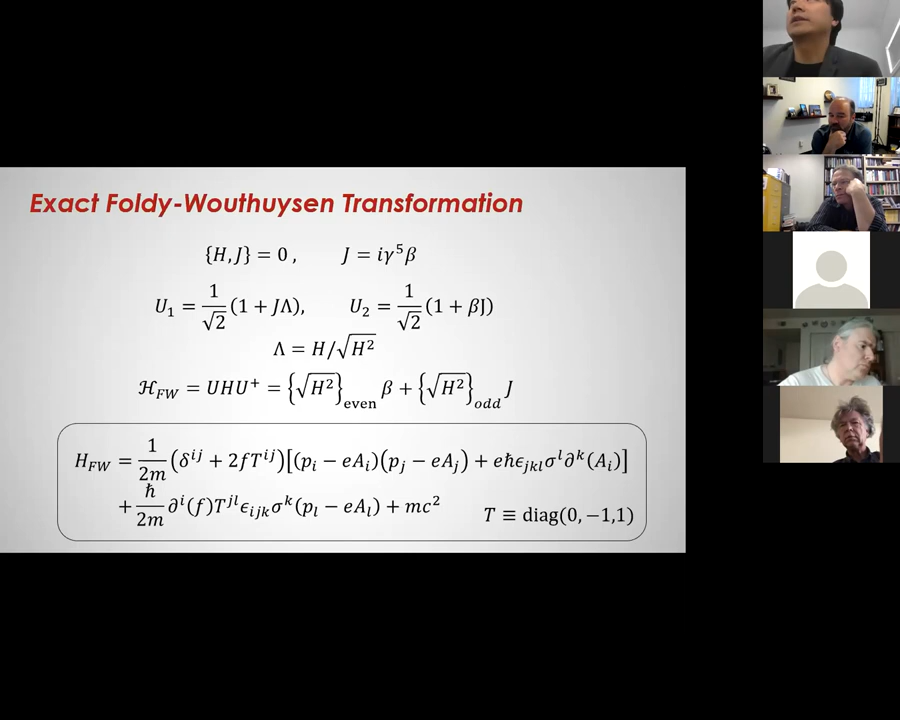 Exact Foldy-Wouthuysen Transformation
{H, J} = 0 ,    J = iγ⁵β
U₁ = 1/√2 (1 + JΛ),    U₂ = 1/√2 (1 + βJ)
Λ = H/√H²
ℋ_FW = UHU⁺ = {√H²}_even β + {√H²}_odd J
H_FW = 1/2m (δ^ij + 2fT^ij)[(p_i − eA_i)(p_j − eA_j) + eħϵ_jkl σ^l ∂^k(A_i)]
+ ħ/2m ∂^i(f)T^jl ϵ_ijk σ^k(p_l − eA_l) + mc²    T ≡ diag(0, −1,1)